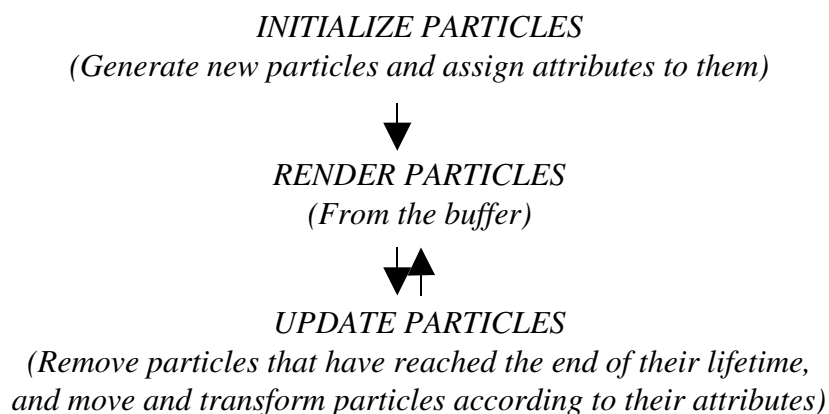 INITIALIZE PARTICLES
(Generate new particles and assign attributes to them)
RENDER PARTICLES
(From the buffer)
UPDATE PARTICLES
(Remove particles that have reached the end of their lifetime,
and move and transform particles according to their attributes)